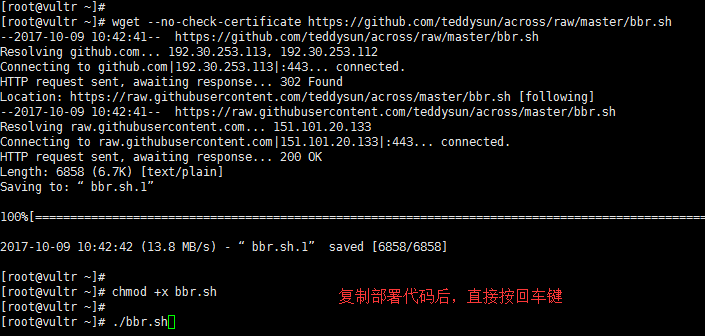 [root@vultr ~]#
[root@vultr ~]# wget --no-check-certificate https://github.com/teddysun/across/raw/master/bbr.sh
--2017-10-09 10:42:41--  https://github.com/teddysun/across/raw/master/bbr.sh
Resolving github.com... 192.30.253.113, 192.30.253.112
Connecting to github.com|192.30.253.113|:443... connected.
HTTP request sent, awaiting response... 302 Found
Location: https://raw.githubusercontent.com/teddysun/across/master/bbr.sh [following]
--2017-10-09 10:42:41--  https://raw.githubusercontent.com/teddysun/across/master/bbr.sh
Resolving raw.githubusercontent.com... 151.101.20.133
Connecting to raw.githubusercontent.com|151.101.20.133|:443... connected.
HTTP request sent, awaiting response... 200 OK
Length: 6858 (6.7K) [text/plain]
Saving to: “ bbr.sh.1”
100%[===================================================================================================
2017-10-09 10:42:42 (13.8 MB/s) - “ bbr.sh.1”  saved [6858/6858]
[root@vultr ~]#
[root@vultr ~]# chmod +x bbr.sh
复制部署代码后，直接按回车键
[root@vultr ~]#
[root@vultr ~]# ./bbr.sh